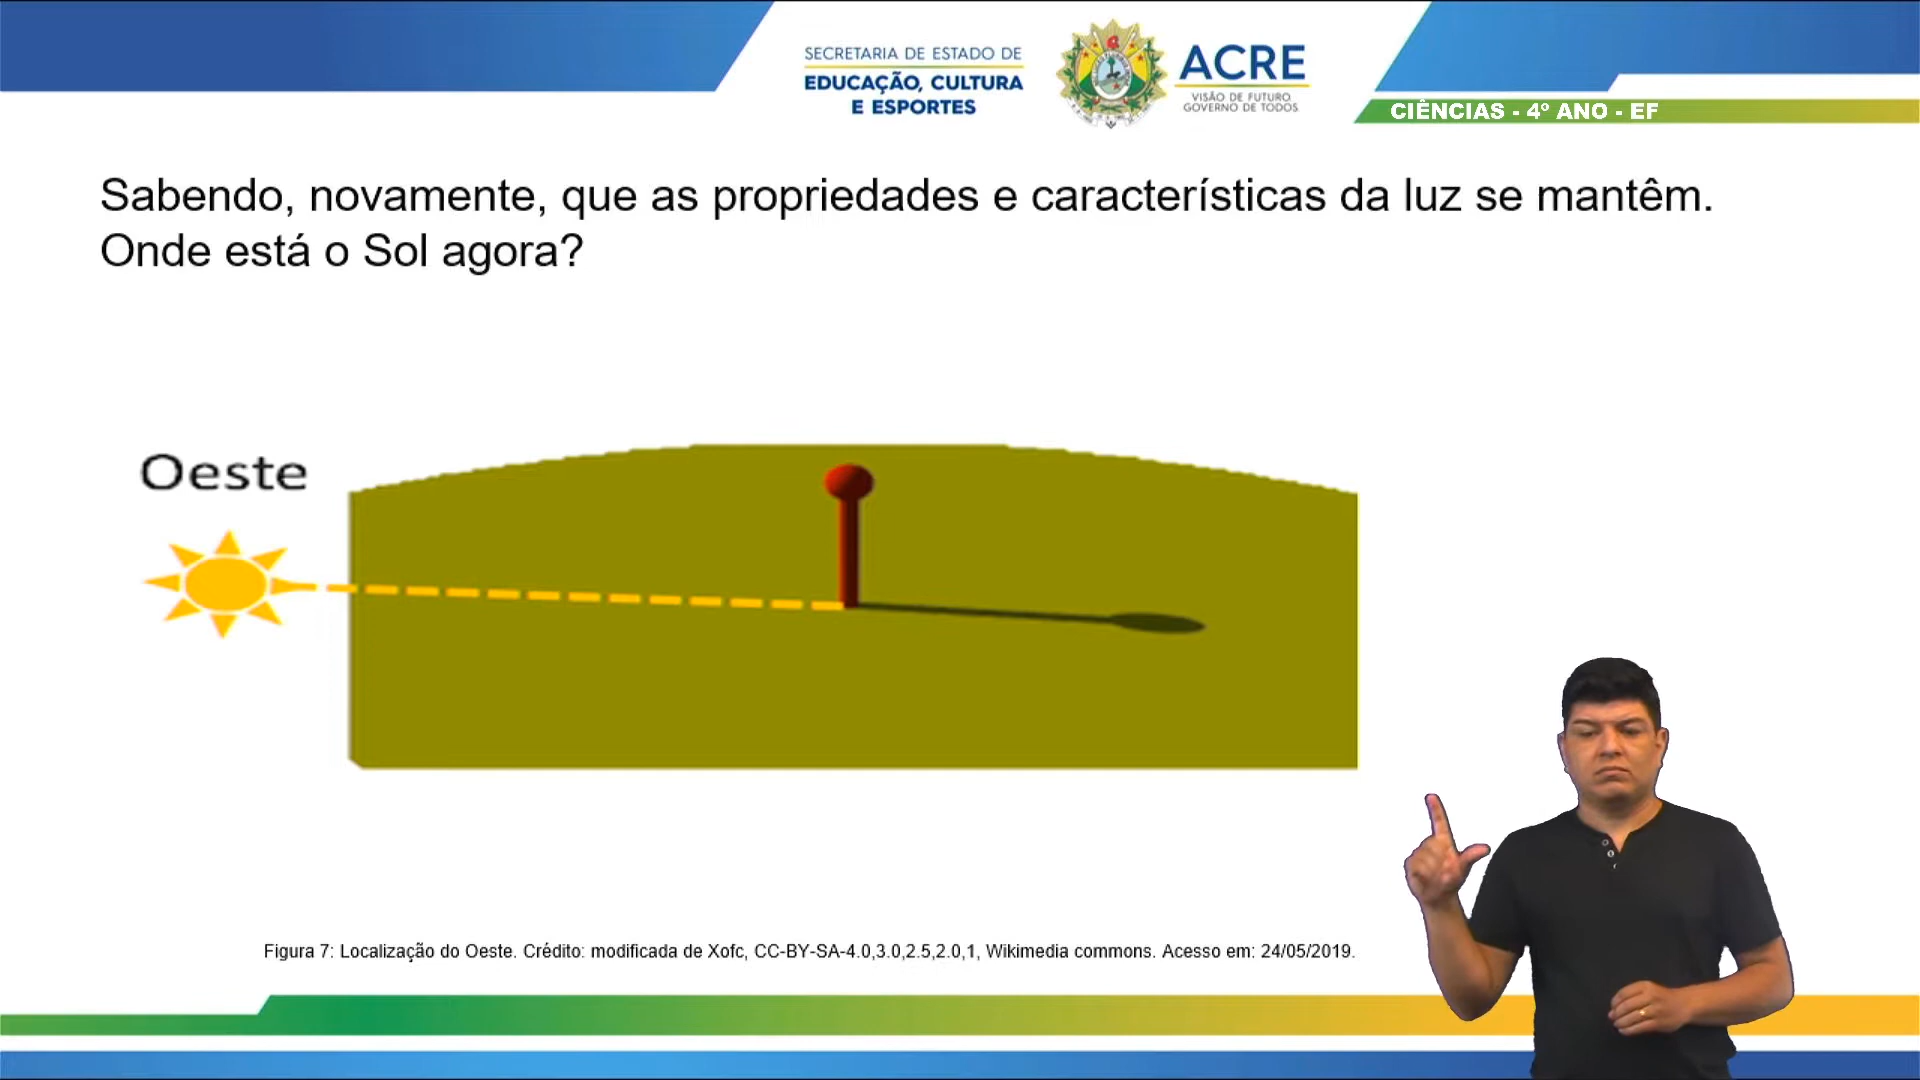 SECRETARIA DE ESTADO DE
EDUCAÇÃO, CULTURA
E ESPORTES
ACRE
VISÃO DE FUTURO.
GOVERNO DE TODOS.
CIÊNCIAS - 4º ANO - EF
Sabendo, novamente, que as propriedades e características da luz se mantêm.
Onde está o Sol agora?
Oeste
Figura 7: Localização do Oeste. Crédito: modificada de Xofc, CC-BY-SA-4.0,3.0,2.5,2.0,1, Wikimedia commons. Acesso em: 24/05/2019.